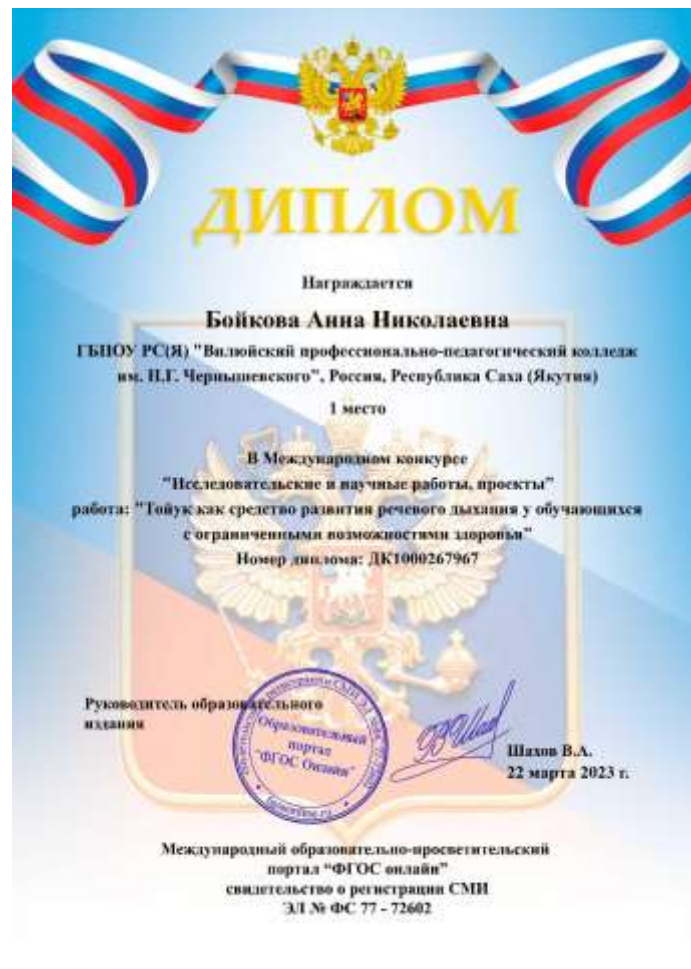 ДИПЛОМ
Награждается
Бойкова Анна Николаевна
ГБПОУ РС(Я) "Вилюйский профессионально-педагогический колледж
им. Н.Г. Чернышевского", Россия, Республика Саха (Якутия)
1 место
В Международном конкурсе
"Исследовательские и научные работы, проекты"
работа: "Тойук как средство развития речевого дыхания у обучающихся
с ограниченными возможностями здоровья"
Номер диплома: ДК1000267967
Руководитель образовательного
издания
Образовательный
портал
"ФГОС Онлайн"
Шахов В.А.
22 марта 2023 г.
Международный образовательно-просветительский
портал “ФГОС онлайн”
свидетельство о регистрации СМИ
ЭЛ № ФС 77 - 72602